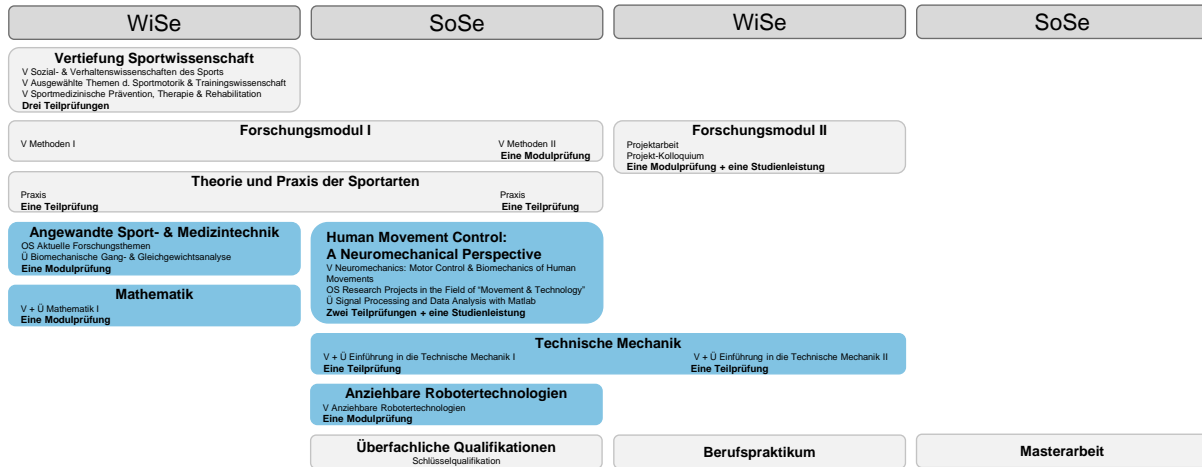 WiSe
SoSe
WiSe
SoSe
Vertiefung Sportwissenschaft
V Sozial- & Verhaltenswissenschaften des Sports
V Ausgewählte Themen d. Sportmotorik & Trainingswissenschaft
V Sportmedizinische Prävention, Therapie & Rehabilitation
Drei Teilprüfungen
Forschungsmodul I
V Methoden I
V Methoden II
Eine Modulprüfung
Forschungsmodul II
Projektarbeit
Projekt-Kolloquium
Eine Modulprüfung + eine Studienleistung
Theorie und Praxis der Sportarten
Praxis
Eine Teilprüfung
Praxis
Eine Teilprüfung
Angewandte Sport- & Medizintechnik
OS Aktuelle Forschungsthemen
Ü Biomechanische Gang- & Gleichgewichtsanalyse
Eine Modulprüfung
Human Movement Control:
A Neuromechanical Perspective
V Neuromechanics: Motor Control & Biomechanics of Human
Movements
OS Research Projects in the Field of “Movement & Technology”
Ü Signal Processing and Data Analysis with Matlab
Zwei Teilprüfungen + eine Studienleistung
Mathematik
V + Ü Mathematik I
Eine Modulprüfung
Technische Mechanik
V + Ü Einführung in die Technische Mechanik I
Eine Teilprüfung
V + Ü Einführung in die Technische Mechanik II
Eine Teilprüfung
Anziehbare Robotertechnologien
V Anziehbare Robotertechnologien
Eine Modulprüfung
Überfachliche Qualifikationen
Schlüsselqualifikation
Berufspraktikum
Masterarbeit